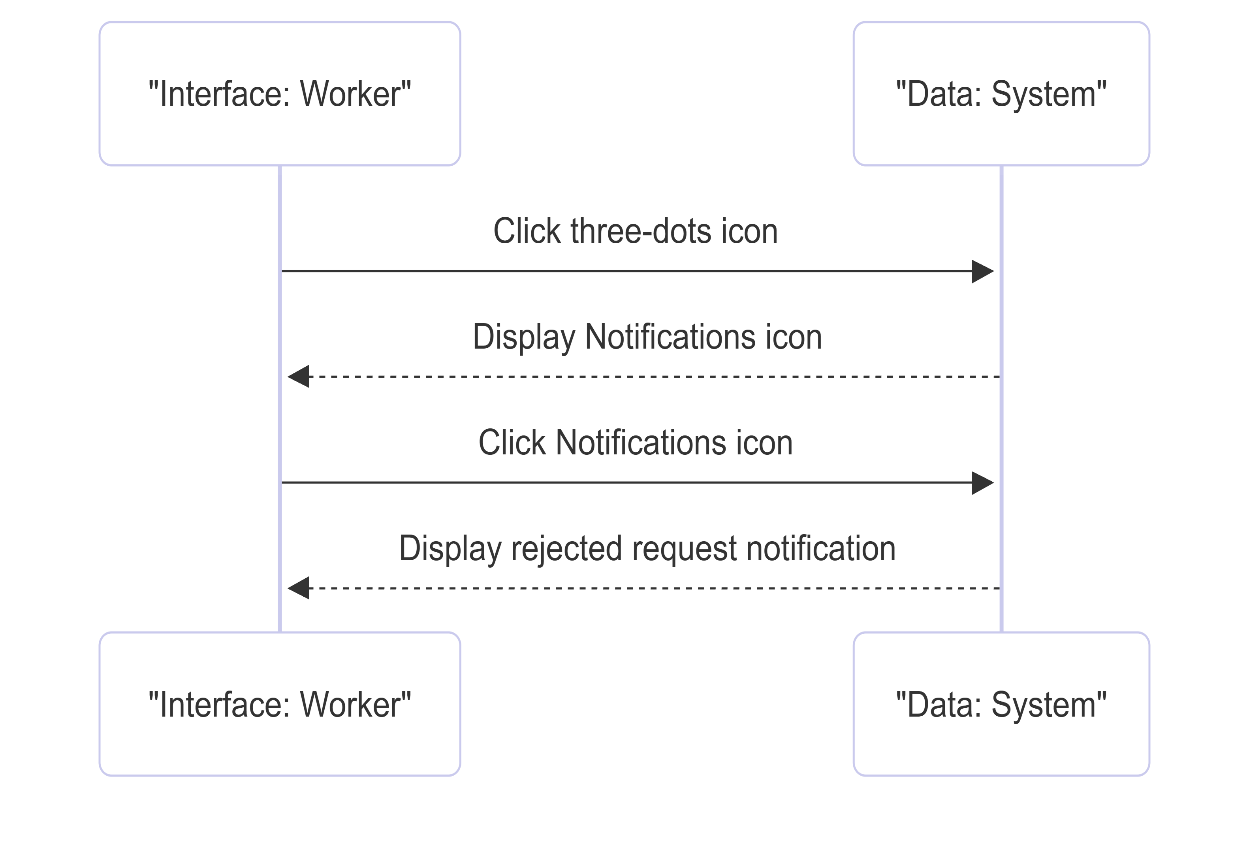 "Interface: Worker"
"Data: System"
Click three-dots icon
Display Notifications icon
Click Notifications icon
Display rejected request notification
"Interface: Worker"
"Data: System"